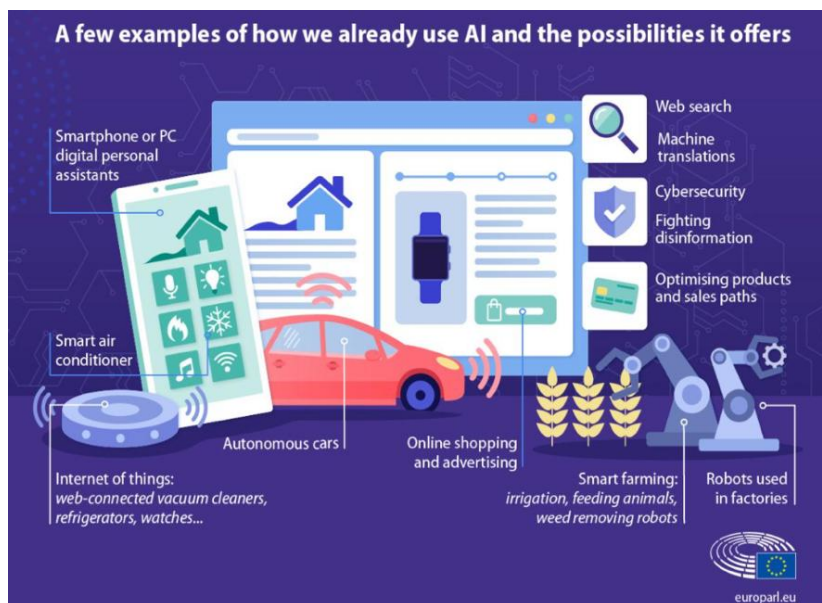 A few examples of how we already use AI and the possibilities it offers
Smartphone or PC
digital personal
assistants
Web search
Machine
translations
Cybersecurity
Fighting
disinformation
Optimising products
and sales paths
Smart air
conditioner
Autonomous cars
Online shopping
and advertising
Internet of things:
web-connected vacuum cleaners,
refrigerators, watches...
Smart farming:
irrigation, feeding animals,
weed removing robots
Robots used
in factories
europarl.eu